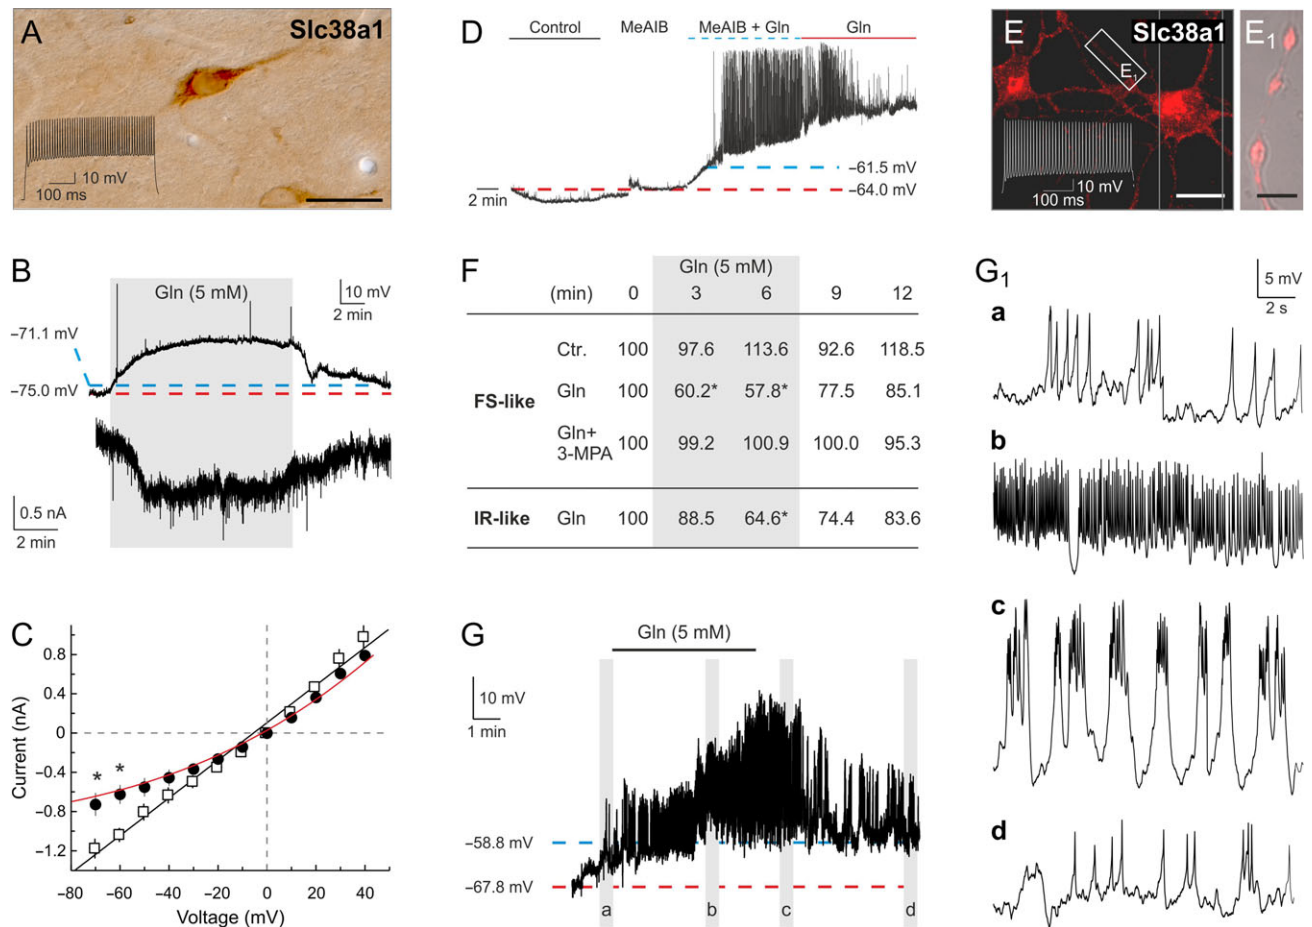 A
Slc38a1
10 mV
100 ms
D
Control
MeAIB
MeAIB + Gln
Gln
−61.5 mV
−64.0 mV
2 min
E
Slc38a1
E1
10 mV
100 ms
E1
B
Gln (5 mM)
10 mV
2 min
−71.1 mV
−75.0 mV
0.5 nA
2 min
F
Gln (5 mM)
(min) 0 3 6 9 12
FS-like
Ctr. 100 97.6 113.6 92.6 118.5
Gln 100 60.2* 57.8* 77.5 85.1
Gln+
3-MPA 100 99.2 100.9 100.0 95.3
IR-like Gln 100 88.5 64.6* 74.4 83.6
G1
5 mV
2 s
a
b
c
d
C
Current (nA)
0.8
0.4
0
−0.4
−0.8
−1.2
* *
−80 −60 −40 −20 0 20 40
Voltage (mV)
G
Gln (5 mM)
10 mV
1 min
−58.8 mV
−67.8 mV
a b c d